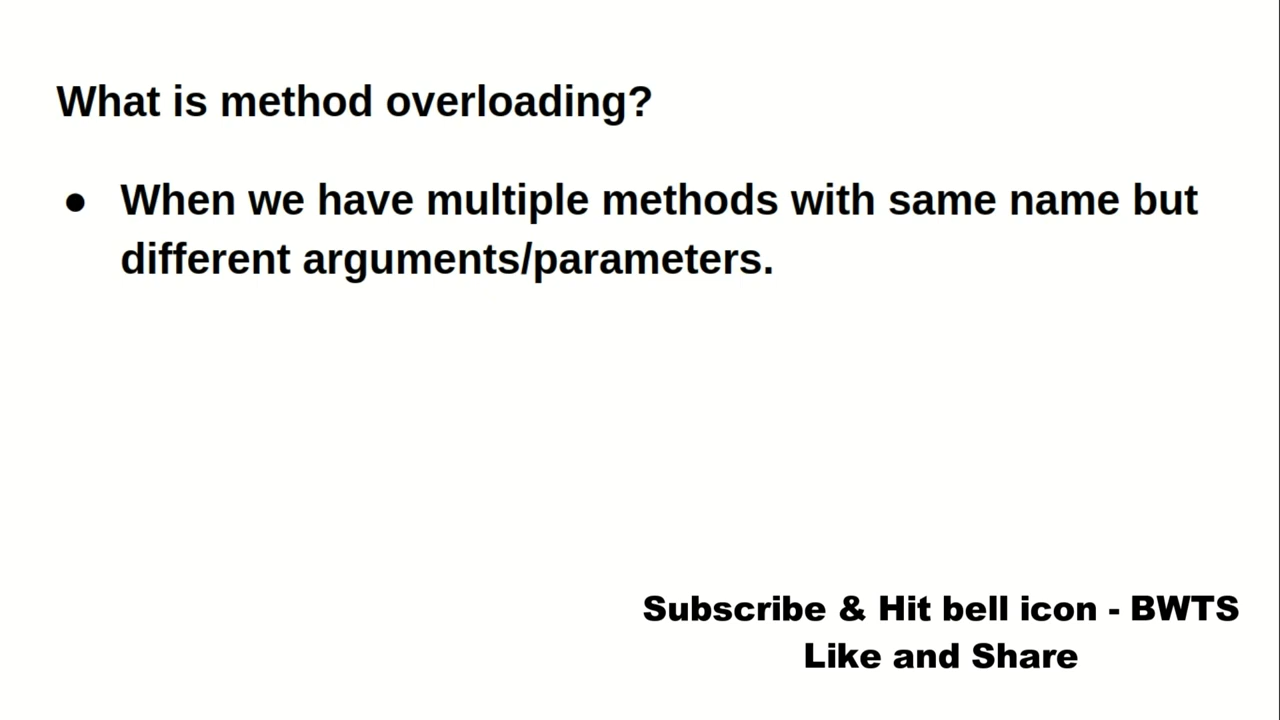 What is method overloading?
● When we have multiple methods with same name but
different arguments/parameters.
Subscribe & Hit bell icon - BWTS
Like and Share